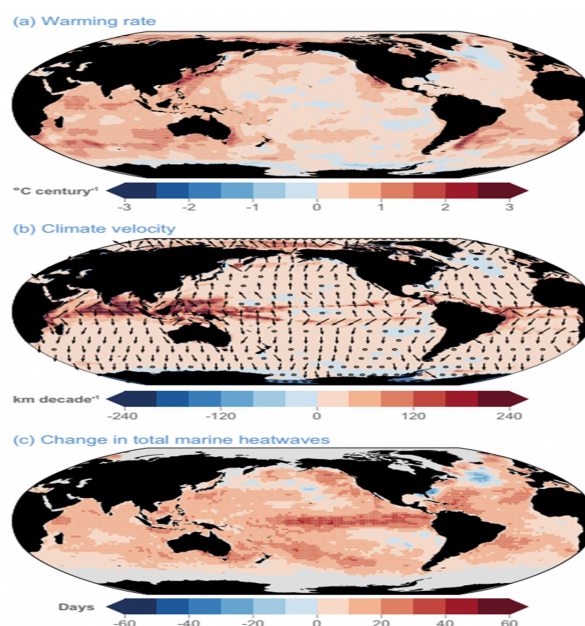 (a) Warming rate
°C century⁻¹
-3 -2 -1 0 1 2 3
(b) Climate velocity
km decade⁻¹
-240 -120 0 120 240
(c) Change in total marine heatwaves
Days
-60 -40 -20 0 20 40 60